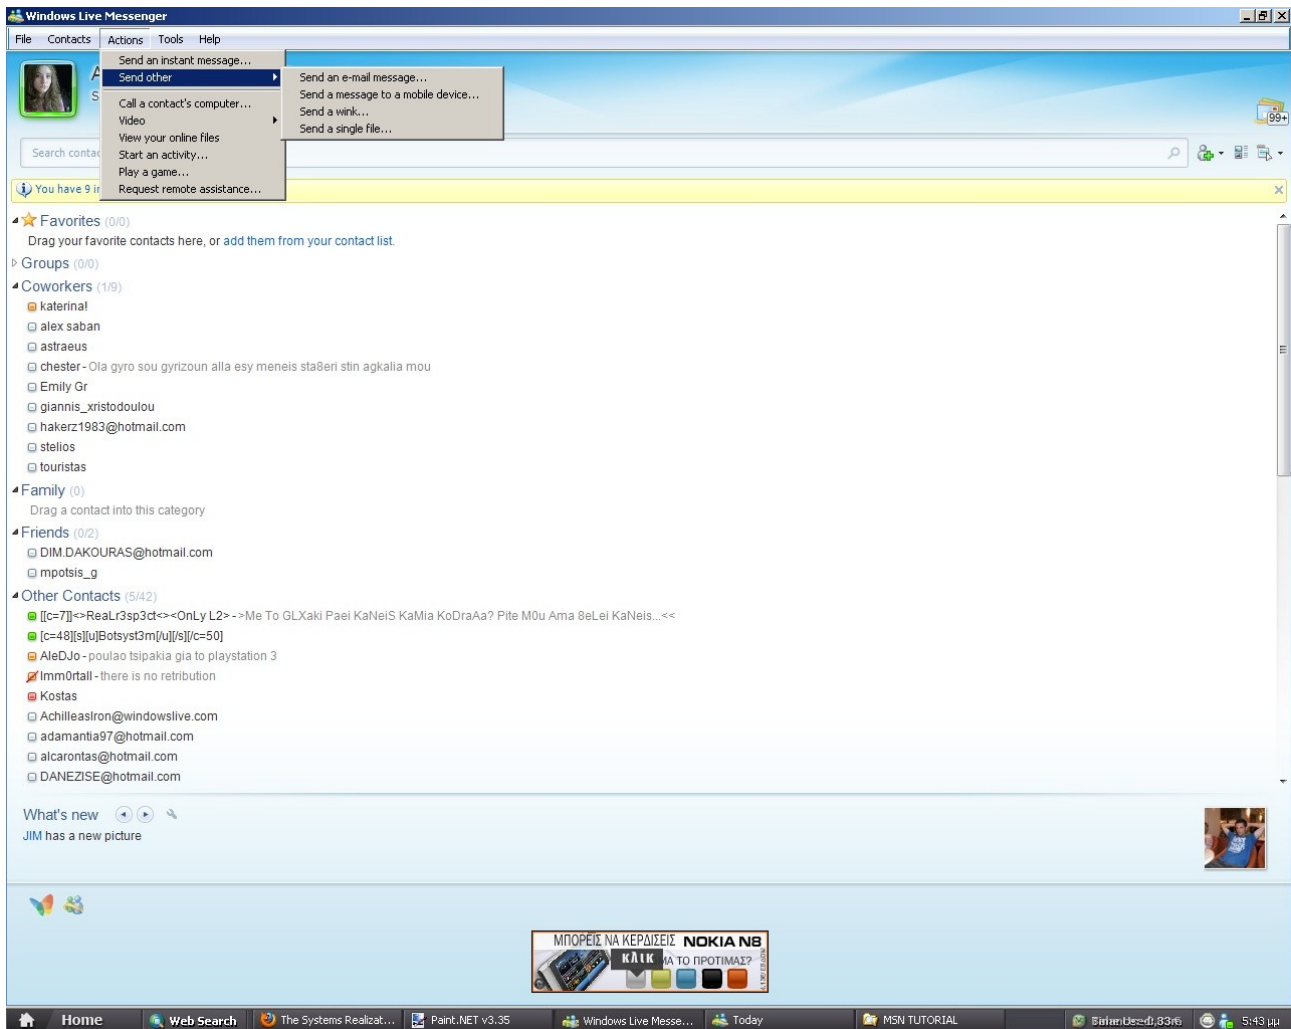 Windows Live Messenger
File Contacts Actions Tools Help
Send an instant message...
Send other
Call a contact's computer...
Video
View your online files
Start an activity...
Play a game...
Request remote assistance...
Send an e-mail message...
Send a message to a mobile device...
Send a wink...
Send a single file...
A
S
99+
Search contac
You have 9 i
Favorites (0/0)
Drag your favorite contacts here, or add them from your contact list.
Groups (0/0)
Coworkers (1/9)
katerina!
alex saban
astraeus
chester - Ola gyro sou gyrizoun alla esy meneis sta8eri stin agkalia mou
Emily Gr
giannis_xristodoulou
hakerz1983@hotmail.com
stelios
touristas
Family (0)
Drag a contact into this category
Friends (0/2)
DIM.DAKOURAS@hotmail.com
mpotsis_g
Other Contacts (5/42)
[[c=7]]<>ReaLr3sp3ct<><OnLy L2> - >Me To GLXaki Paei KaNeiS KaMia KoDraAa? Pite M0u Ama 8eLei KaNeis...<<
[c=48][s][u]Botsyst3m[/u][/s][/c=50]
AleDJo - poulao tsipakia gia to playstation 3
Imm0rtall - there is no retribution
Kostas
AchilleasIron@windowslive.com
adamantia97@hotmail.com
alcarontas@hotmail.com
DANEZISE@hotmail.com
What's new
JIM has a new picture
ΜΠΟΡΕΙΣ ΝΑ ΚΕΡΔΙΣΕΙΣ NOKIA N8
κλικ ΜΑ ΤΟ ΠΡΟΤΙΜΑΣ?
Home Web Search The Systems Realizat... Paint.NET v3.35 Windows Live Messe... Today MSN TUTORIAL 5:43 μμ